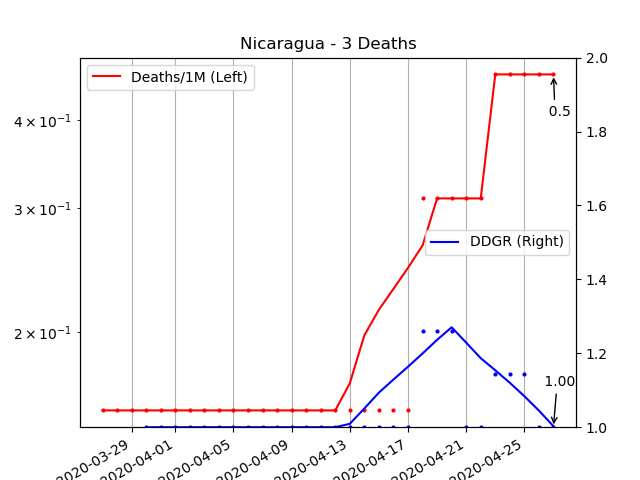 Nicaragua - 3 Deaths
Deaths/1M (Left)
DDGR (Right)
4 × 10⁻¹
3 × 10⁻¹
2 × 10⁻¹
2.0
1.8
1.6
1.4
1.2
1.0
0.5
1.00
2020-03-29
2020-04-01
2020-04-05
2020-04-09
2020-04-13
2020-04-17
2020-04-21
2020-04-25